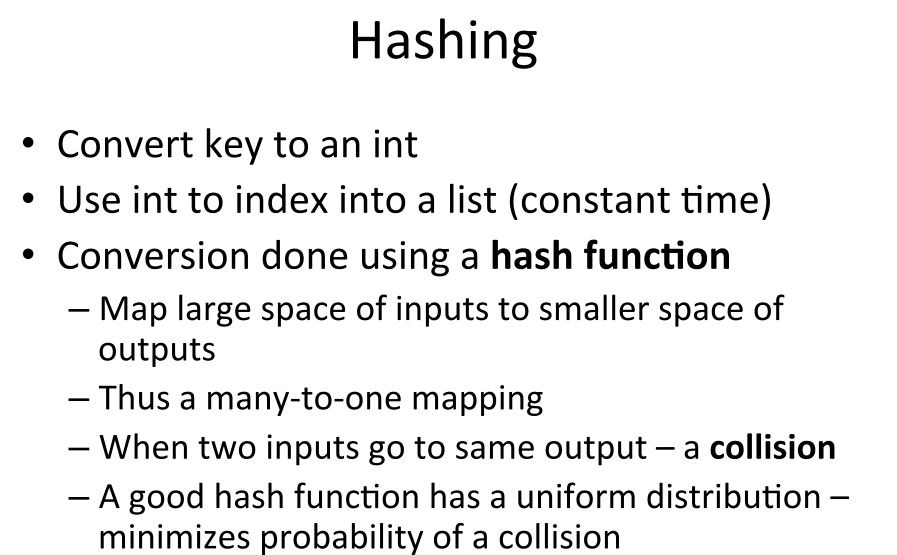 Hashing
• Convert key to an int
• Use int to index into a list (constant time)
• Conversion done using a hash function
– Map large space of inputs to smaller space of
outputs
– Thus a many-to-one mapping
– When two inputs go to same output – a collision
– A good hash function has a uniform distribution –
minimizes probability of a collision